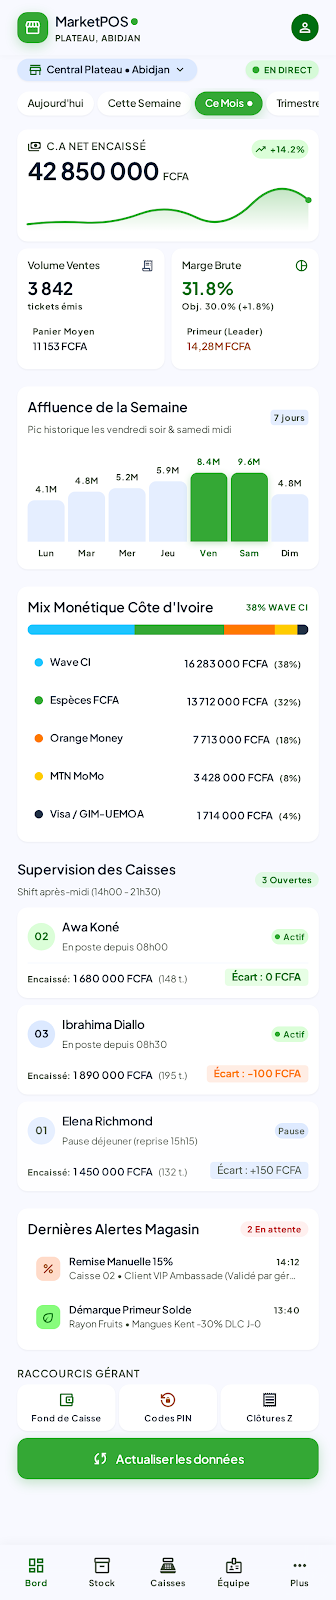 MarketPOS
PLATEAU, ABIDJAN
Central Plateau • Abidjan
EN DIRECT
Aujourd'hui
Cette Semaine
Ce Mois
Trimestre
C.A NET ENCAISSÉ
+14.2%
42 850 000 FCFA
Volume Ventes
3 842
tickets émis
Panier Moyen
11 153 FCFA
Marge Brute
31.8%
Obj. 30.0% (+1.8%)
Primeur (Leader)
14,28M FCFA
Affluence de la Semaine
Pic historique les vendredi soir & samedi midi
7 jours
4.1M
4.8M
5.2M
5.9M
8.4M
9.6M
4.8M
Lun
Mar
Mer
Jeu
Ven
Sam
Dim
Mix Monétique Côte d'Ivoire
38% WAVE CI
Wave CI
16 283 000 FCFA (38%)
Espèces FCFA
13 712 000 FCFA (32%)
Orange Money
7 713 000 FCFA (18%)
MTN MoMo
3 428 000 FCFA (8%)
Visa / GIM-UEMOA
1 714 000 FCFA (4%)
Supervision des Caisses
Shift après-midi (14h00 - 21h30)
3 Ouvertes
02
Awa Koné
En poste depuis 08h00
Actif
Encaissé: 1 680 000 FCFA (148 t.)
Écart : 0 FCFA
03
Ibrahima Diallo
En poste depuis 08h30
Actif
Encaissé: 1 890 000 FCFA (195 t.)
Écart : -100 FCFA
01
Elena Richmond
Pause déjeuner (reprise 15h15)
Pause
Encaissé: 1 450 000 FCFA (132 t.)
Écart : +150 FCFA
Dernières Alertes Magasin
2 En attente
Remise Manuelle 15%
14:12
Caisse 02 • Client VIP Ambassade (Validé par gér...
Démarque Primeur Solde
13:40
Rayon Fruits • Mangues Kent -30% DLC J-0
RACCOURCIS GÉRANT
Fond de Caisse
Codes PIN
Clôtures Z
Actualiser les données
Bord
Stock
Caisses
Équipe
Plus